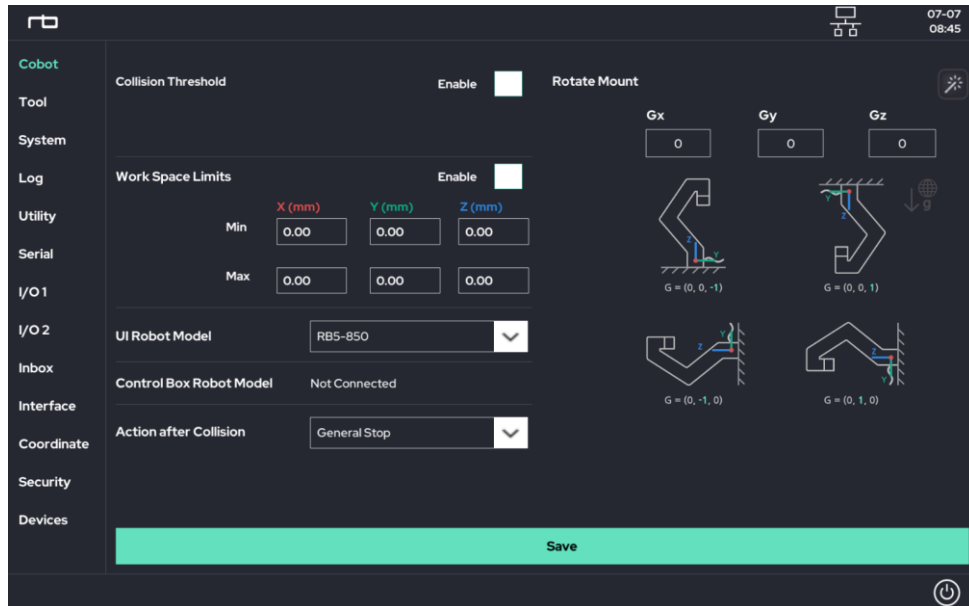 rb
07-07
08:45
Cobot
Tool
System
Log
Utility
Serial
I/O 1
I/O 2
Inbox
Interface
Coordinate
Security
Devices
Collision Threshold Enable
Work Space Limits Enable
X (mm) Y (mm) Z (mm)
Min 0.00 0.00 0.00
Max 0.00 0.00 0.00
UI Robot Model RB5-850
Control Box Robot Model Not Connected
Action after Collision General Stop
Rotate Mount
Gx Gy Gz
0 0 0
Z Y
Y Z
g
G = (0, 0, -1) G = (0, 0, 1)
Z Y
Z Y
G = (0, -1, 0) G = (0, 1, 0)
Save